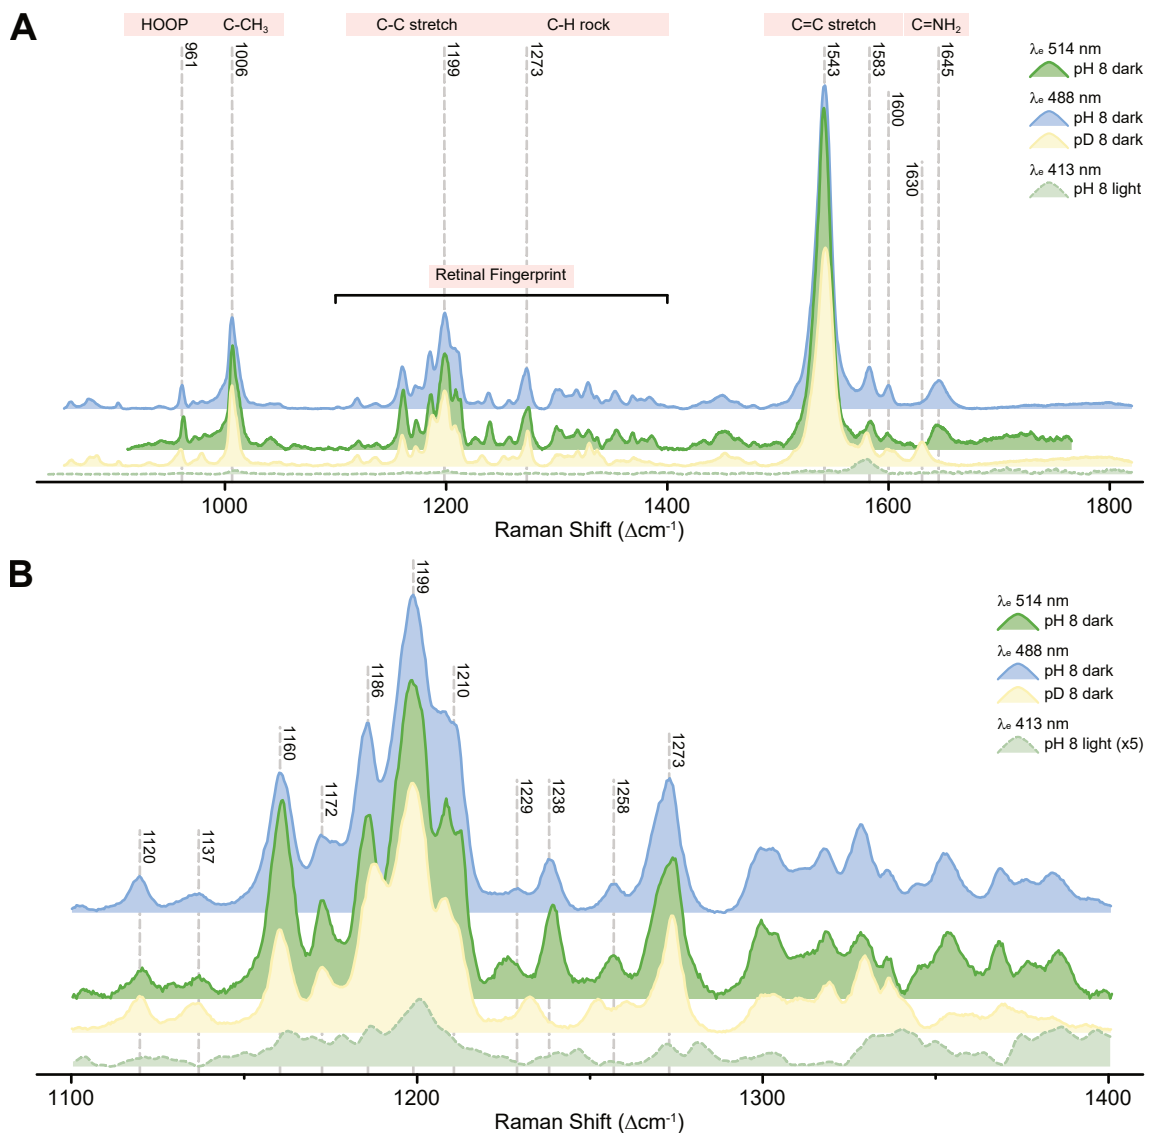 A
HOOP
C-CH₃
C-C stretch
C-H rock
C=C stretch
C=NH₂
961
1006
1199
1273
1543
1583
1600
1630
1645
λₑ 514 nm
pH 8 dark
λₑ 488 nm
pH 8 dark
pD 8 dark
λₑ 413 nm
pH 8 light
Retinal Fingerprint
1000
1200
1400
1600
1800
Raman Shift (Δcm⁻¹)
B
1120
1137
1160
1172
1186
1199
1210
1229
1238
1258
1273
λₑ 514 nm
pH 8 dark
λₑ 488 nm
pH 8 dark
pD 8 dark
λₑ 413 nm
pH 8 light (x5)
1100
1200
1300
1400
Raman Shift (Δcm⁻¹)